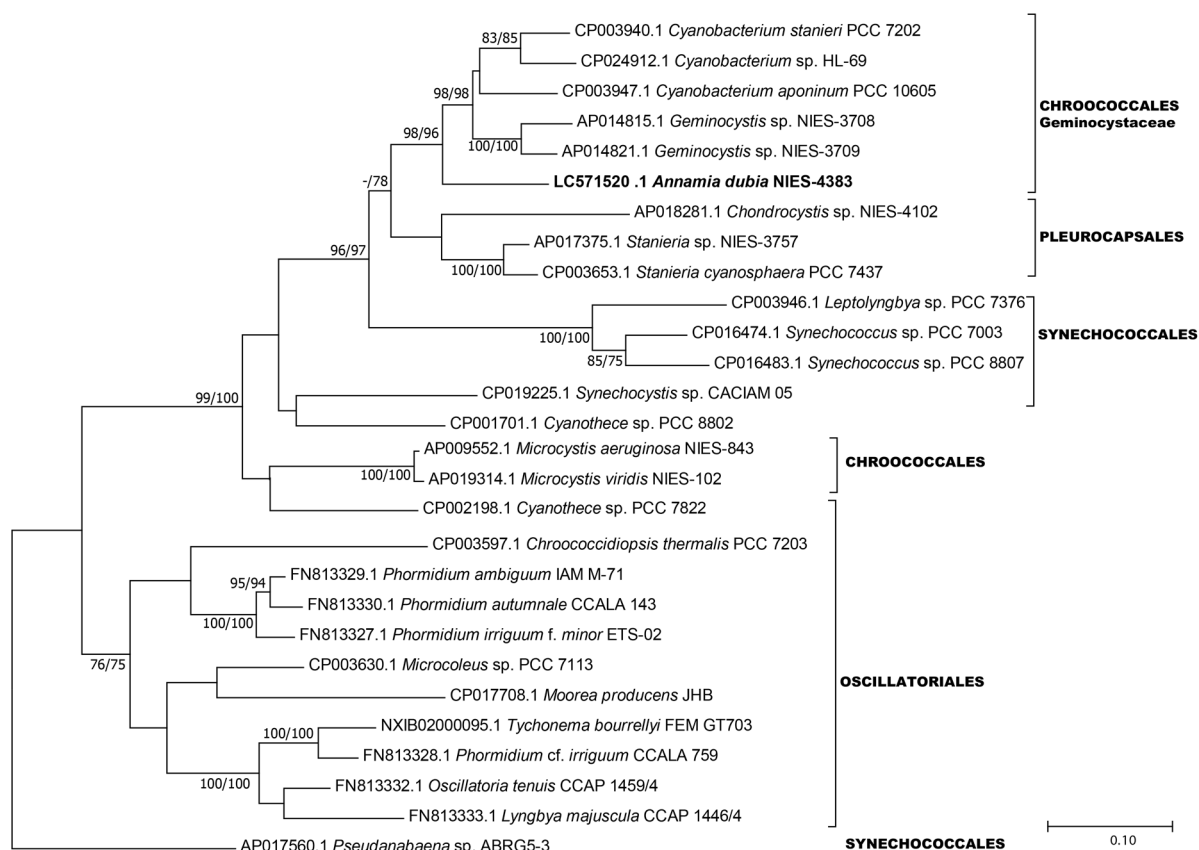 CP003940.1 Cyanobacterium stanieri PCC 7202
83/85
CP024912.1 Cyanobacterium sp. HL-69
98/98
CP003947.1 Cyanobacterium aponinum PCC 10605
CHROOCOCCALES
Geminocystaceae
AP014815.1 Geminocystis sp. NIES-3708
98/96
100/100
AP014821.1 Geminocystis sp. NIES-3709
-/78
LC571520 .1 Annamia dubia NIES-4383
AP018281.1 Chondrocystis sp. NIES-4102
PLEUROCAPSALES
AP017375.1 Stanieria sp. NIES-3757
96/97
100/100
CP003653.1 Stanieria cyanosphaera PCC 7437
CP003946.1 Leptolyngbya sp. PCC 7376
100/100
CP016474.1 Synechococcus sp. PCC 7003
SYNECHOCOCCALES
85/75
CP016483.1 Synechococcus sp. PCC 8807
CP019225.1 Synechocystis sp. CACIAM 05
99/100
CP001701.1 Cyanothece sp. PCC 8802
AP009552.1 Microcystis aeruginosa NIES-843
CHROOCOCCALES
100/100
AP019314.1 Microcystis viridis NIES-102
CP002198.1 Cyanothece sp. PCC 7822
CP003597.1 Chroococcidiopsis thermalis PCC 7203
FN813329.1 Phormidium ambiguum IAM M-71
95/94
FN813330.1 Phormidium autumnale CCALA 143
100/100
FN813327.1 Phormidium irriguum f. minor ETS-02
76/75
CP003630.1 Microcoleus sp. PCC 7113
OSCILLATORIALES
CP017708.1 Moorea producens JHB
NXIB02000095.1 Tychonema bourrellyi FEM GT703
100/100
FN813328.1 Phormidium cf. irriguum CCALA 759
100/100
FN813332.1 Oscillatoria tenuis CCAP 1459/4
FN813333.1 Lyngbya majuscula CCAP 1446/4
0.10
AP017560.1 Pseudanabaena sp. ABRG5-3
SYNECHOCOCCALES